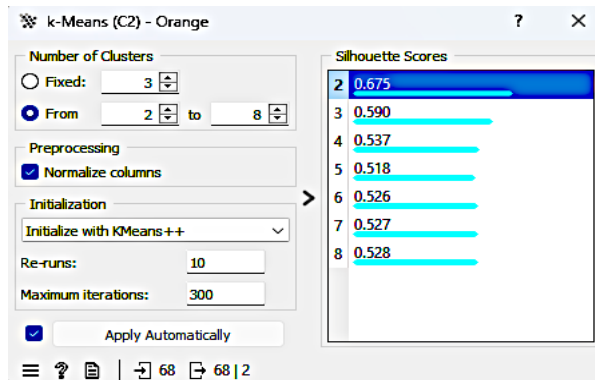 k-Means (C2) - Orange ? ×
Number of Clusters
Fixed: 3
From 2 to 8
Preprocessing
Normalize columns
Initialization
Initialize with KMeans++
Re-runs: 10
Maximum iterations: 300
Apply Automatically
? 68 68|2
>
Silhouette Scores
2 0.675
3 0.590
4 0.537
5 0.518
6 0.526
7 0.527
8 0.528